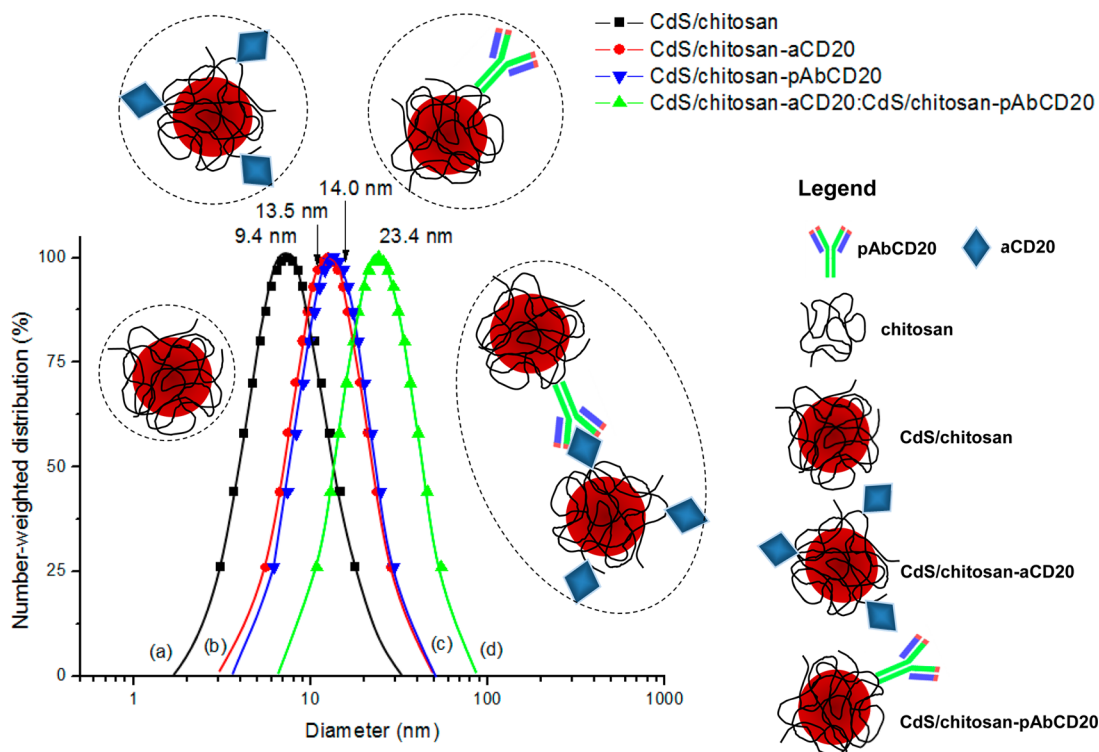 CdS/chitosan
CdS/chitosan-aCD20
CdS/chitosan-pAbCD20
CdS/chitosan-aCD20:CdS/chitosan-pAbCD20
14.0 nm
13.5 nm
9.4 nm
23.4 nm
Number-weighted distribution (%)
100
75
50
25
0
(a)
(b)
(c)
(d)
1
10
100
1000
Diameter (nm)
Legend
pAbCD20
aCD20
chitosan
CdS/chitosan
CdS/chitosan-aCD20
CdS/chitosan-pAbCD20